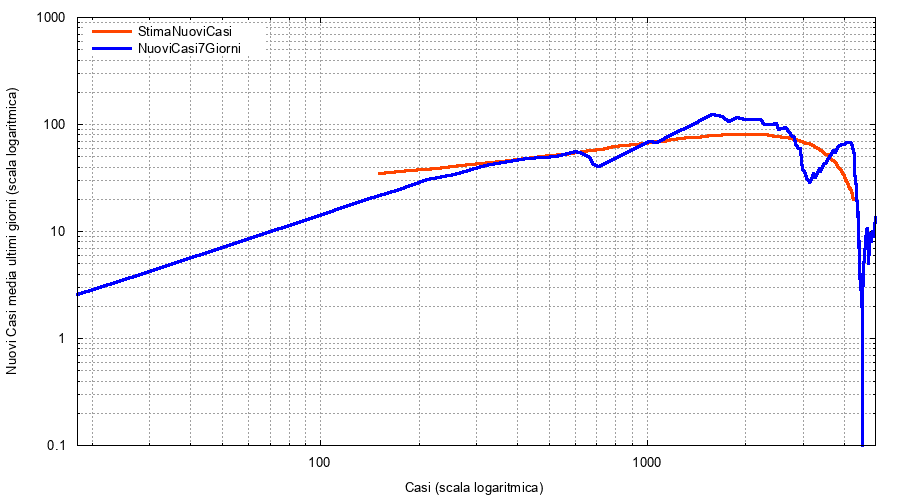 1000
StimaNuoviCasi
NuoviCasi7Giorni
100
10
1
0.1
Nuovi Casi media ultimi giorni (scala logaritmica)
100
1000
Casi (scala logaritmica)